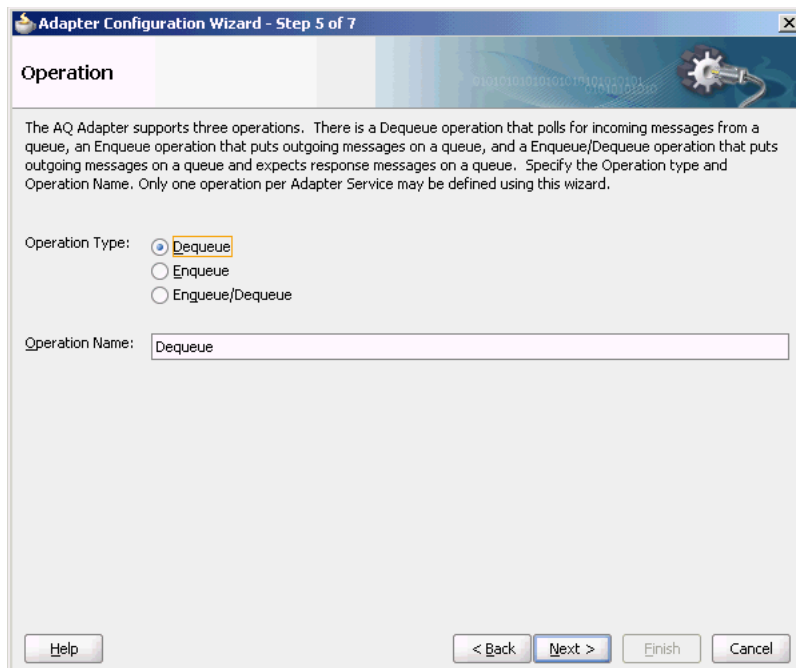 Adapter Configuration Wizard - Step 5 of 7
Operation
01010101010101010101010101
01010101010
The AQ Adapter supports three operations. There is a Dequeue operation that polls for incoming messages from a
queue, an Enqueue operation that puts outgoing messages on a queue, and a Enqueue/Dequeue operation that puts
outgoing messages on a queue and expects response messages on a queue. Specify the Operation type and
Operation Name. Only one operation per Adapter Service may be defined using this wizard.
Operation Type: Dequeue
Enqueue
Enqueue/Dequeue
Operation Name: Dequeue
Help < Back Next > Finish Cancel